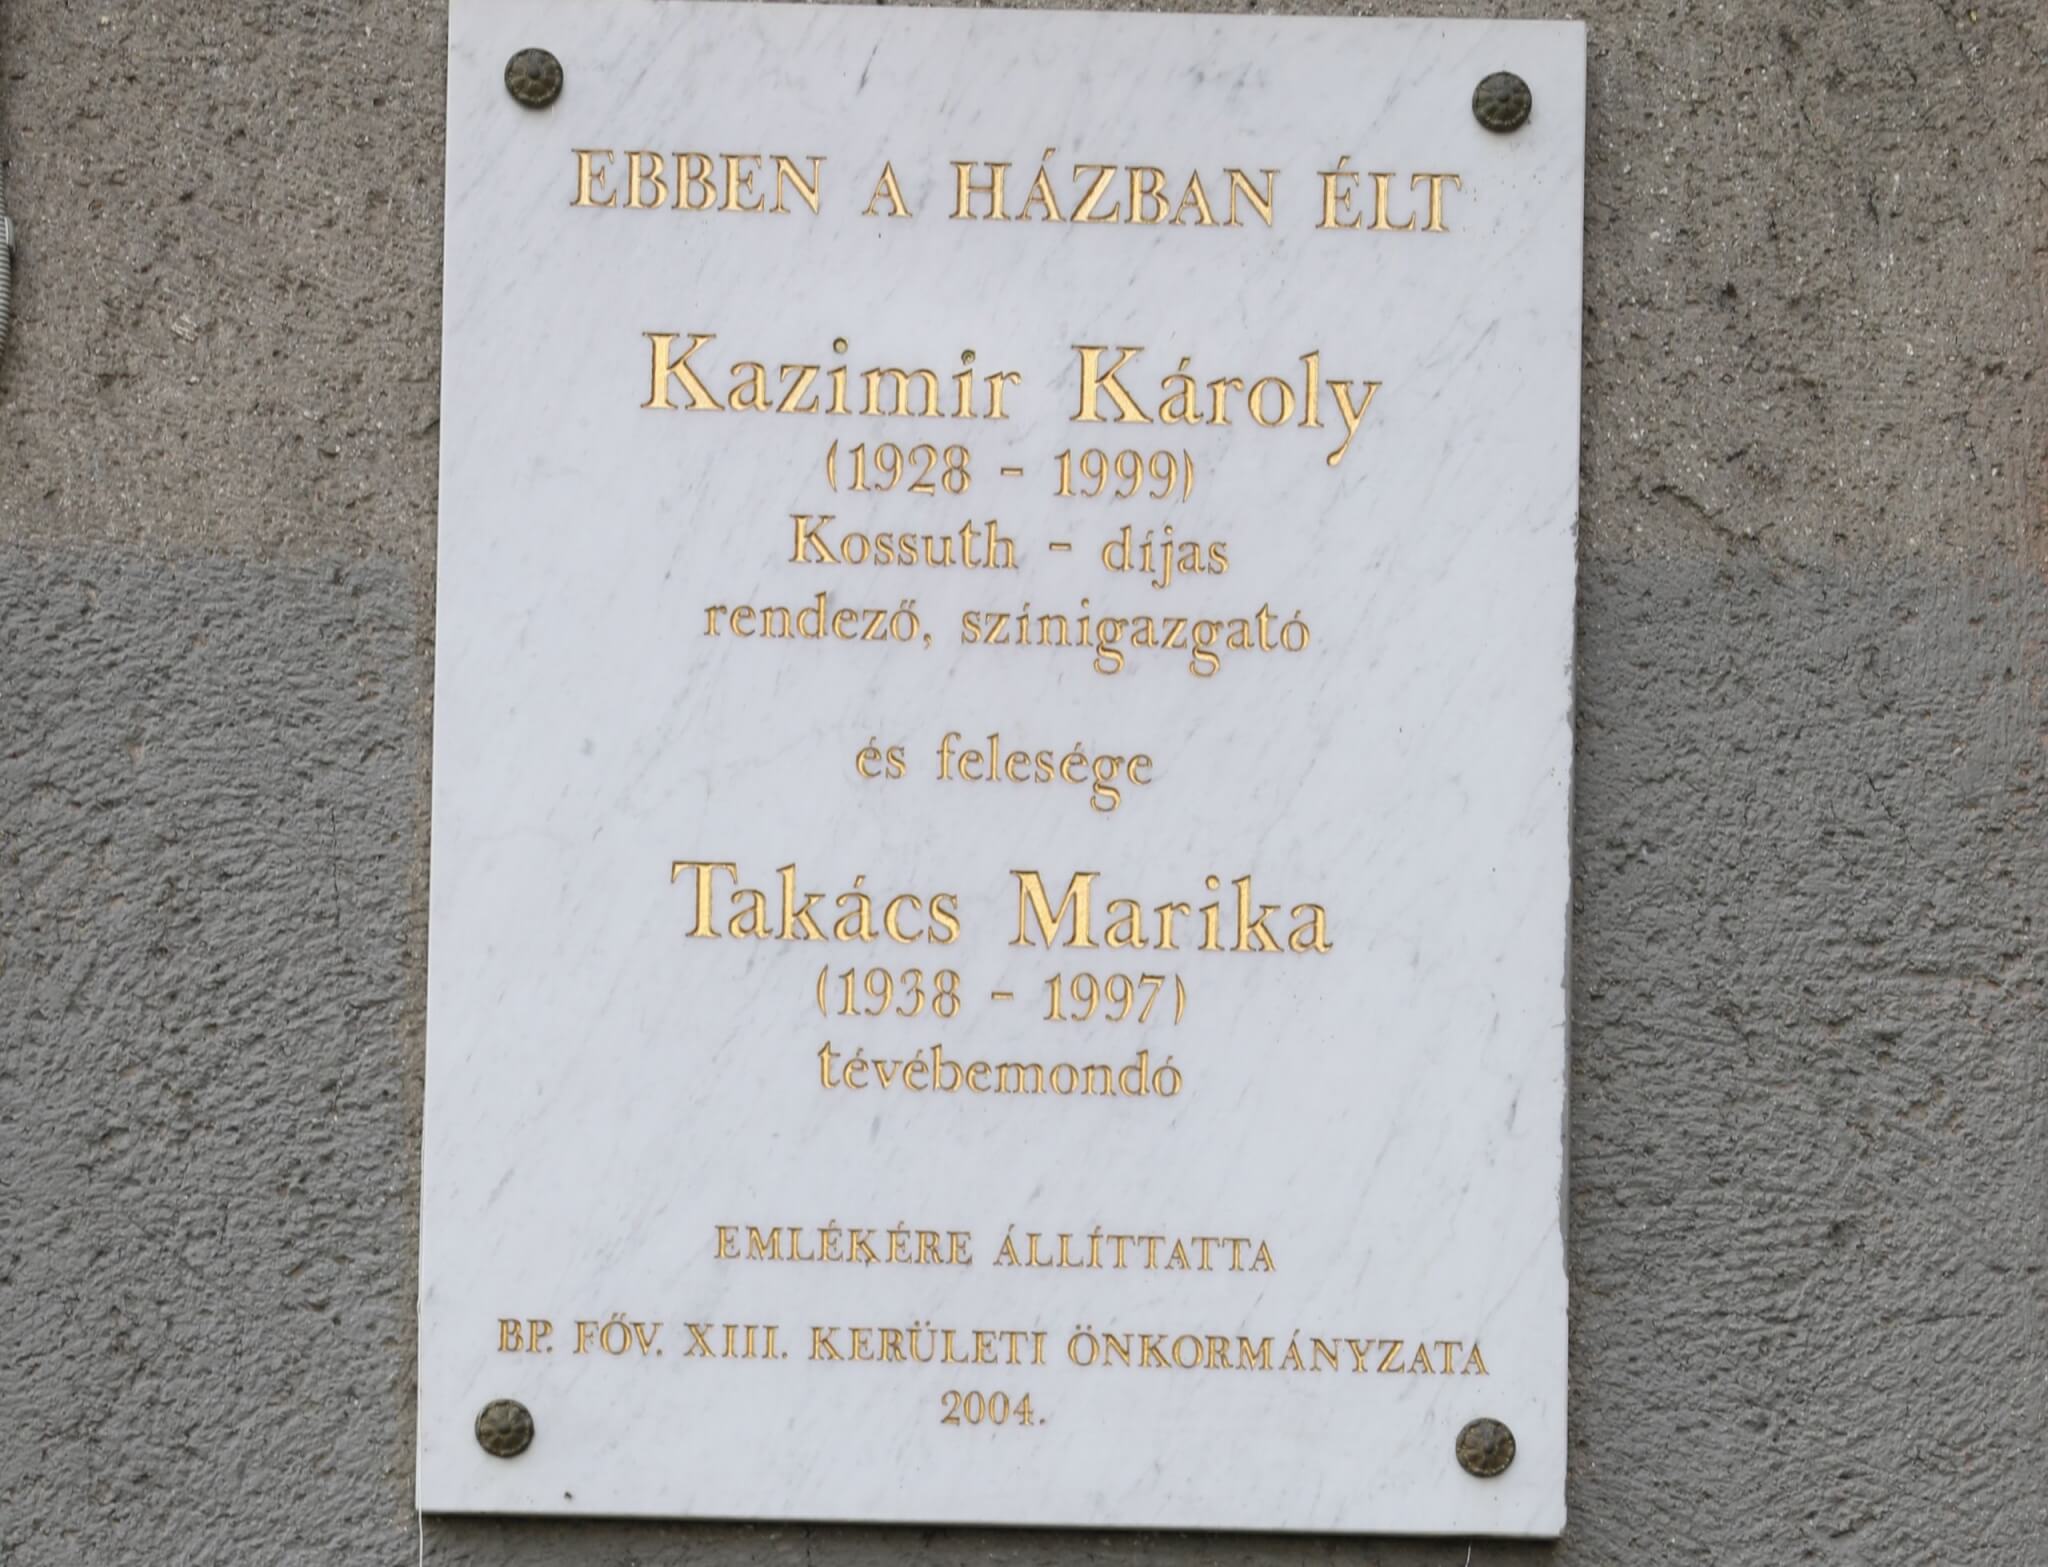 EBBEN A HÁZBAN ÉLT
Kazimir Károly
(1928 - 1999)
Kossuth - díjas
rendező, színigazgató
és felesége
Takács Marika
(1938 - 1997)
tévébemondó
EMLÉKÉRE ÁLLÍTTATTA
BP. FŐV. XIII. KERÜLETI ÖNKORMÁNYZATA
2004.